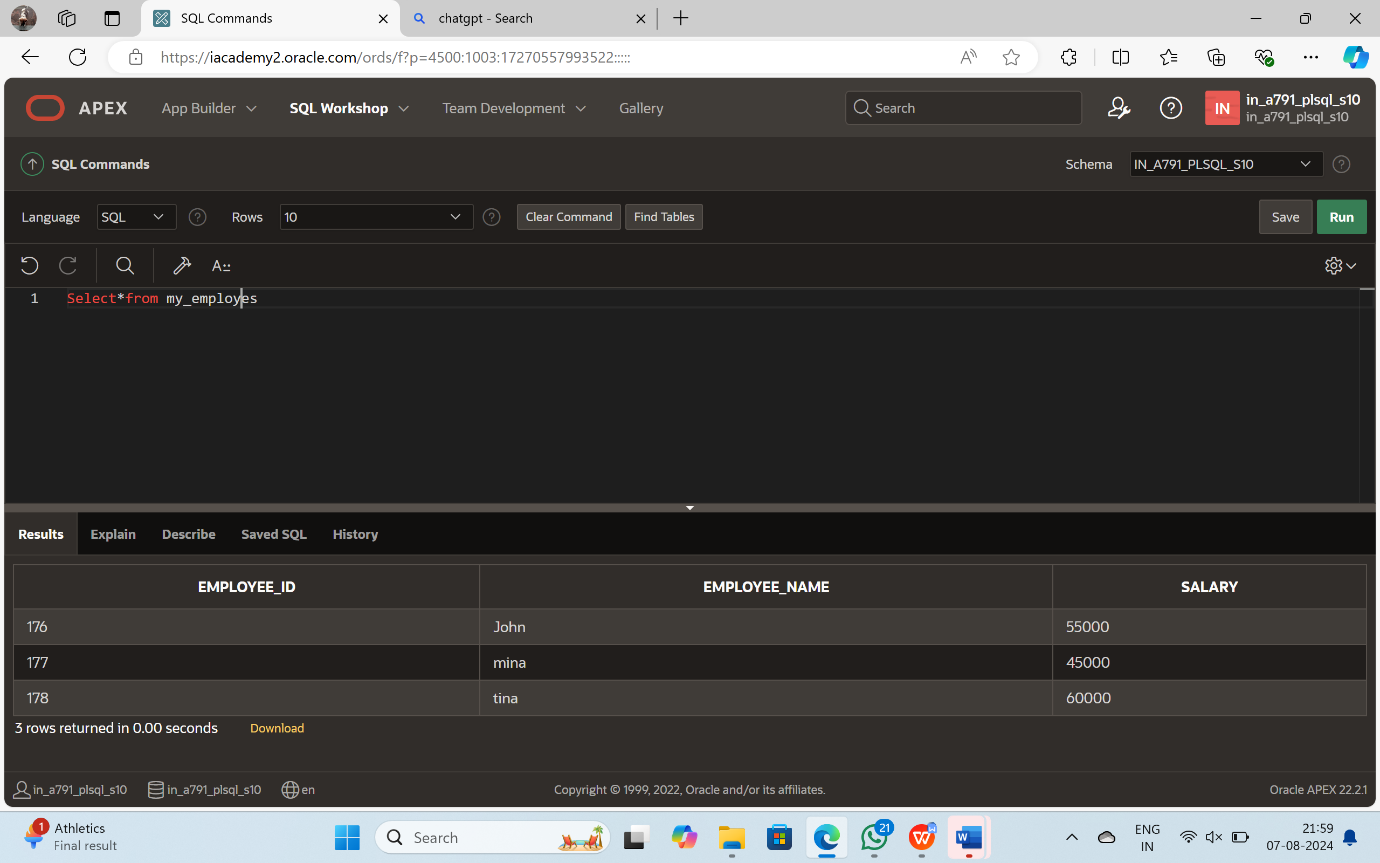 SQL Commands
chatgpt - Search
https://iacademy2.oracle.com/ords/f?p=4500:1003:17270557993522:::::
APEX App Builder SQL Workshop Team Development Gallery Search IN in_a791_plsql_s10
in_a791_plsql_s10
SQL Commands Schema IN_A791_PLSQL_S10
Language SQL Rows 10 Clear Command Find Tables Save Run
A::
1 Select*from my_employes
Results Explain Describe Saved SQL History
EMPLOYEE_ID EMPLOYEE_NAME SALARY
176 John 55000
177 mina 45000
178 tina 60000
3 rows returned in 0.00 seconds Download
in_a791_plsql_s10 in_a791_plsql_s10 en Copyright © 1999, 2022, Oracle and/or its affiliates. Oracle APEX 22.2.1
1 Athletics
Final result
Search
21
W
W
ENG
IN
21:59
07-08-2024